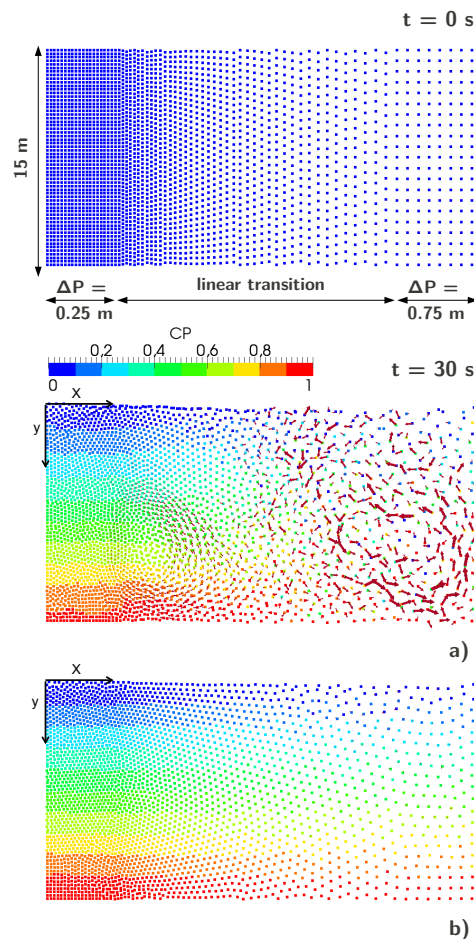 t = 0 s
15 m
ΔP =
0.25 m
linear transition
ΔP =
0.75 m
CP
0 0,2 0,4 0,6 0,8 1
t = 30 s
X
y
a)
X
y
b)